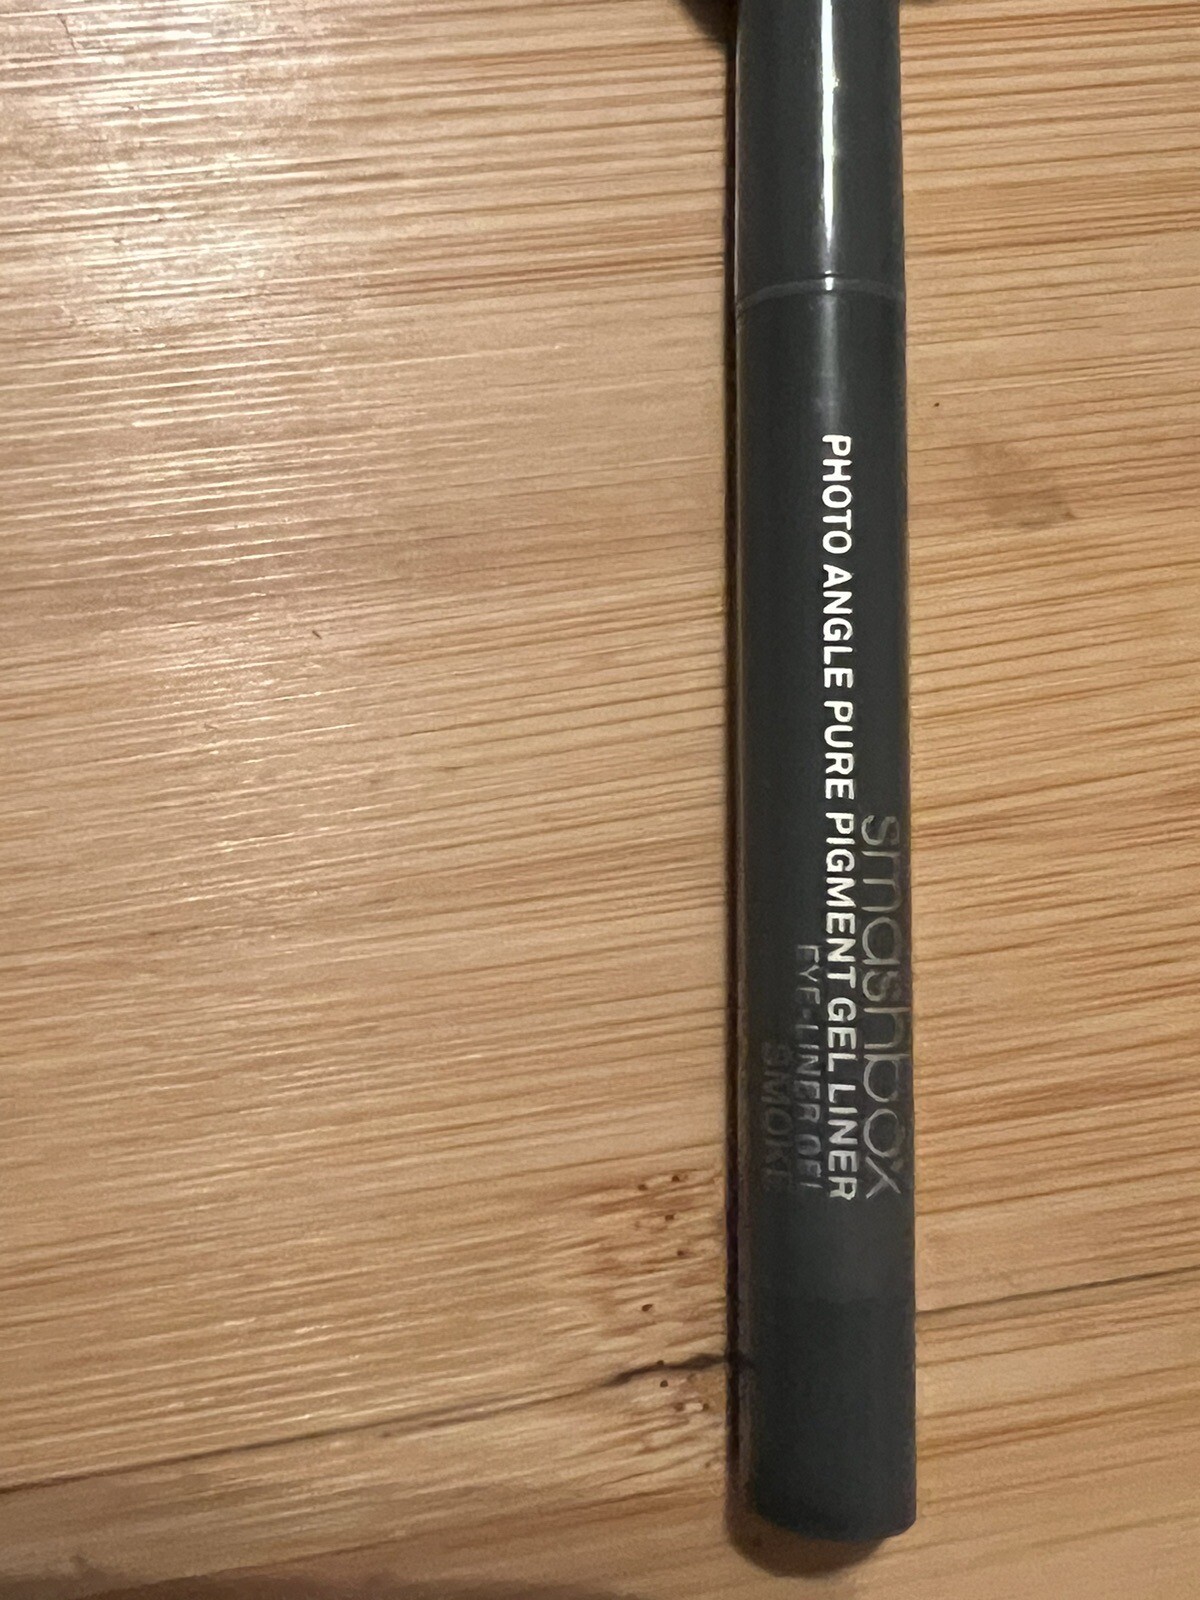 smashbox
PHOTO ANGLE PURE PIGMENT GEL LINER
EYE-LINER GEL
SMOKE